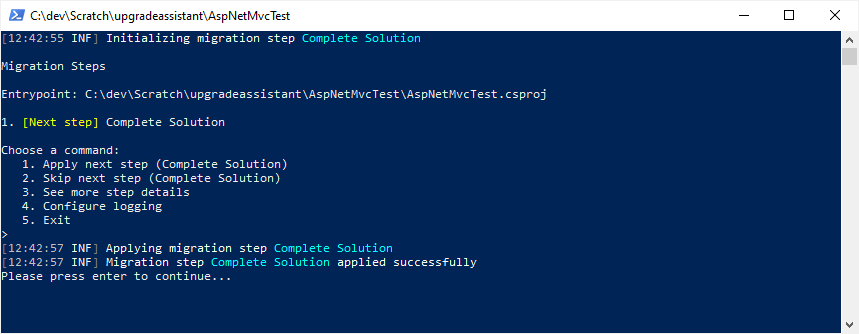 C:\dev\Scratch\upgradeassistant\AspNetMvcTest
[12:42:55 INF] Initializing migration step Complete Solution
Migration Steps
Entrypoint: C:\dev\Scratch\upgradeassistant\AspNetMvcTest\AspNetMvcTest.csproj
1. [Next step] Complete Solution
Choose a command:
   1. Apply next step (Complete Solution)
   2. Skip next step (Complete Solution)
   3. See more step details
   4. Configure logging
   5. Exit
>
[12:42:57 INF] Applying migration step Complete Solution
[12:42:57 INF] Migration step Complete Solution applied successfully
Please press enter to continue...